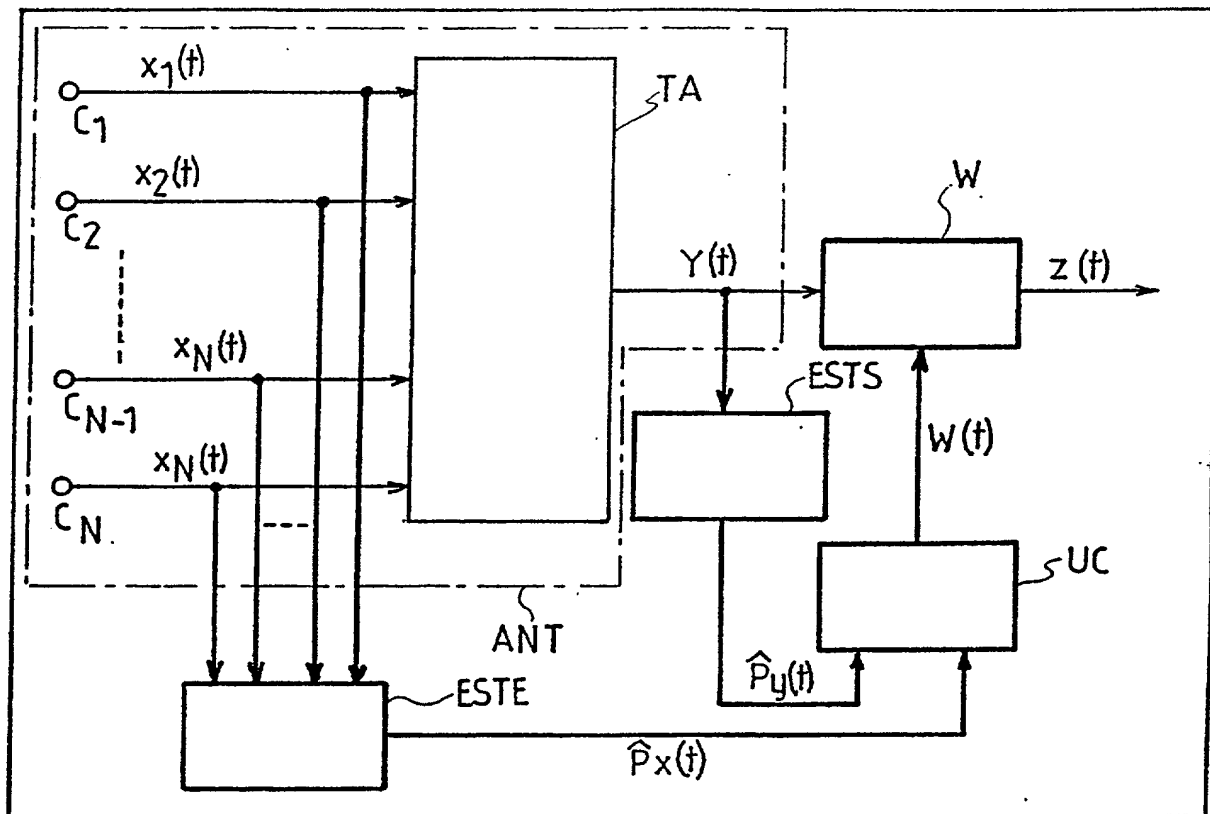 x1(t)
TA
C1
x2(t)
W
C2
Y(t)
z(t)
xN(t)
ESTS
CN-1
W(t)
xN(t)
CN
UC
ANT
P̂y(t)
ESTE
P̂x(t)